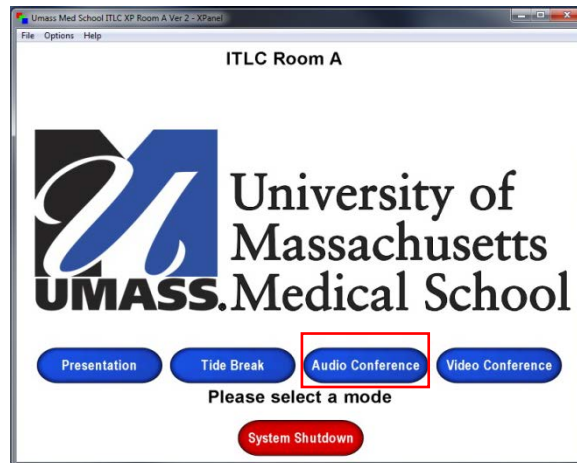 Umass Med School ITLC XP Room A Ver 2 - XPanel
File Options Help
ITLC Room A
University of
Massachusetts
Medical School
UMASS.
Presentation Tide Break Audio Conference Video Conference
Please select a mode
System Shutdown